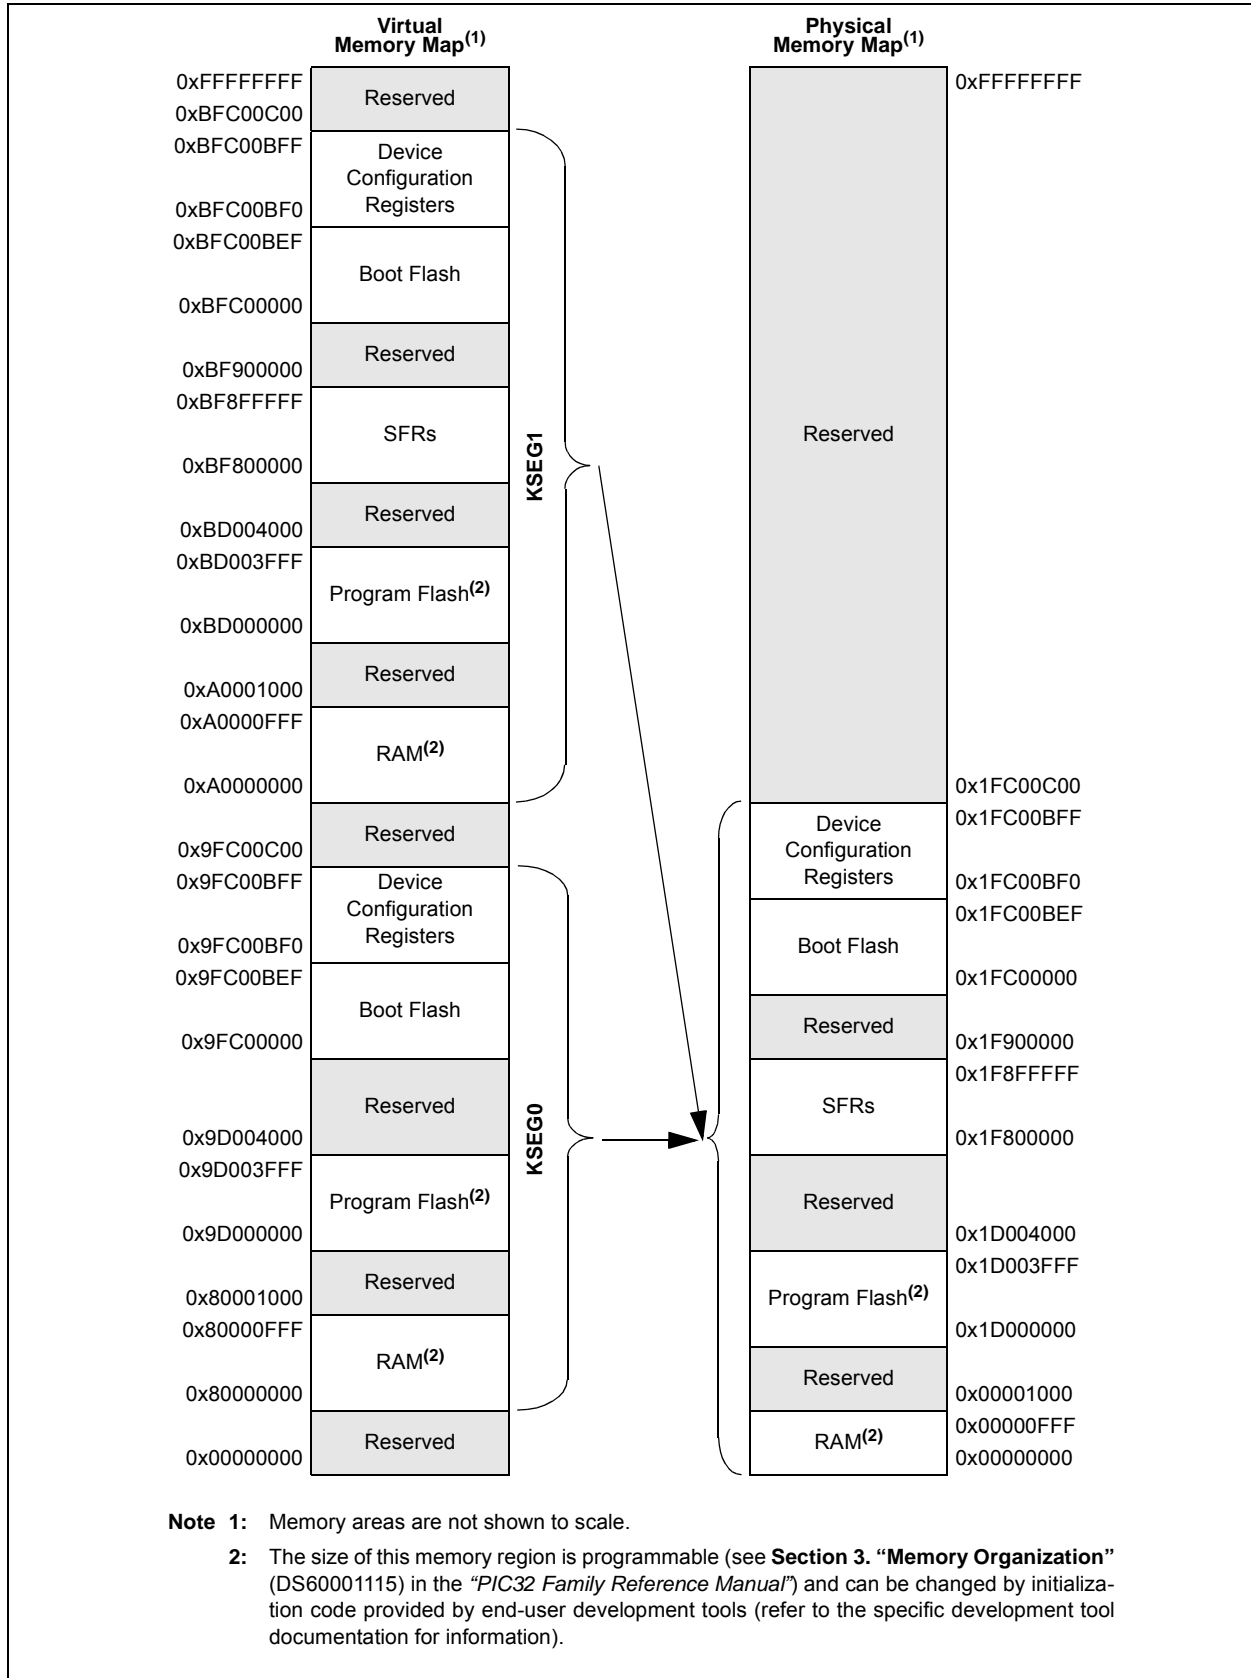 Virtual
Memory Map(1)
Physical
Memory Map(1)
0xFFFFFFFF
Reserved
0xBFC00C00
0xBFC00BFF
Device
Configuration
Registers
0xBFC00BF0
0xBFC00BEF
Boot Flash
0xBFC00000
Reserved
0xBF900000
0xBF8FFFFF
SFRs
0xBF800000
Reserved
0xBD004000
0xBD003FFF
Program Flash(2)
0xBD000000
Reserved
0xA0001000
0xA0000FFF
RAM(2)
0xA0000000
KSEG1
Reserved
0x9FC00C00
0x9FC00BFF
Device
Configuration
Registers
0x9FC00BF0
0x9FC00BEF
Boot Flash
0x9FC00000
Reserved
0x9D004000
0x9D003FFF
Program Flash(2)
0x9D000000
Reserved
0x80001000
0x80000FFF
RAM(2)
0x80000000
KSEG0
Reserved
0x00000000
0xFFFFFFFF
Reserved
0x1FC00C00
0x1FC00BFF
Device
Configuration
Registers
0x1FC00BF0
0x1FC00BEF
Boot Flash
0x1FC00000
Reserved
0x1F900000
0x1F8FFFFF
SFRs
0x1F800000
Reserved
0x1D004000
0x1D003FFF
Program Flash(2)
0x1D000000
Reserved
0x00001000
0x00000FFF
RAM(2)
0x00000000
Note 1: Memory areas are not shown to scale.
2: The size of this memory region is programmable (see Section 3. “Memory Organization”
(DS60001115) in the “PIC32 Family Reference Manual”) and can be changed by initializa-
tion code provided by end-user development tools (refer to the specific development tool
documentation for information).